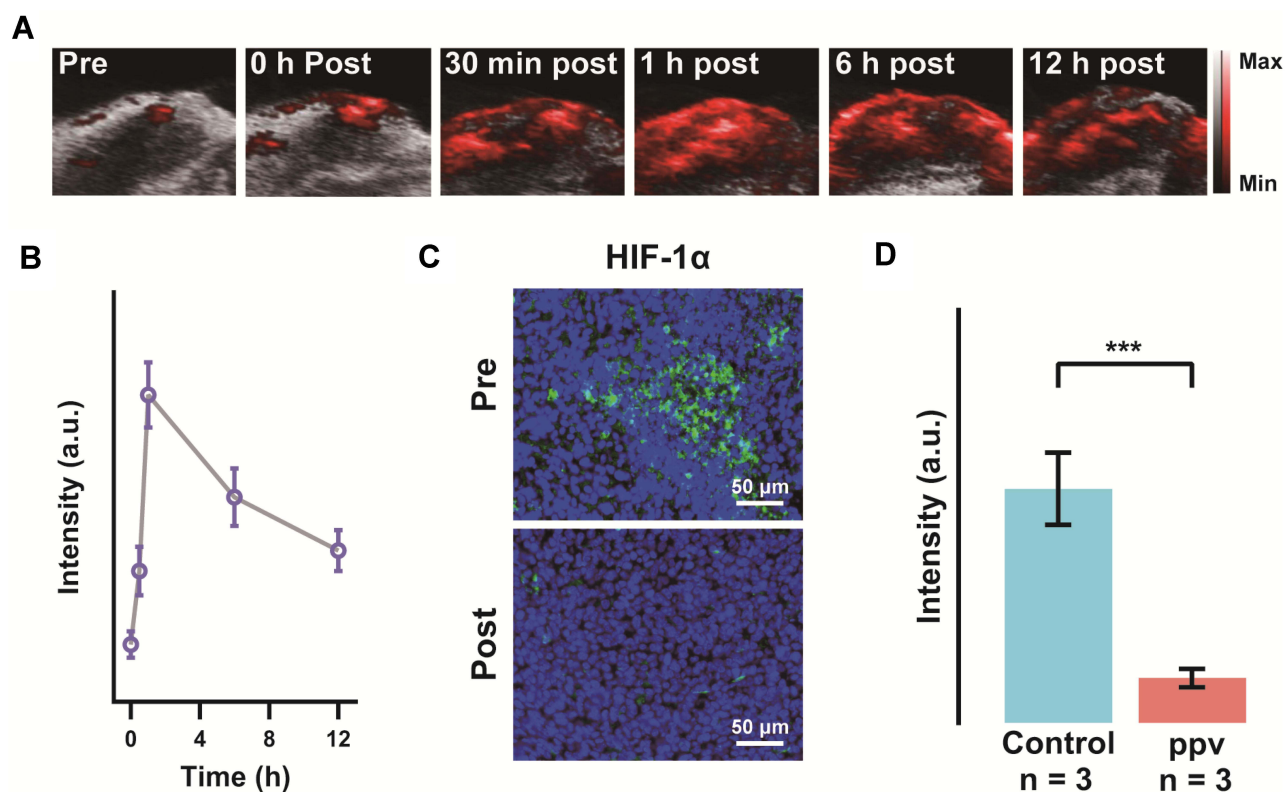 A
Pre
0 h Post
30 min post
1 h post
6 h post
12 h post
Max
Min
B
Intensity (a.u.)
0
4
8
12
Time (h)
C
HIF-1α
Pre
50 μm
Post
50 μm
D
Intensity (a.u.)
***
Control
n = 3
ppv
n = 3